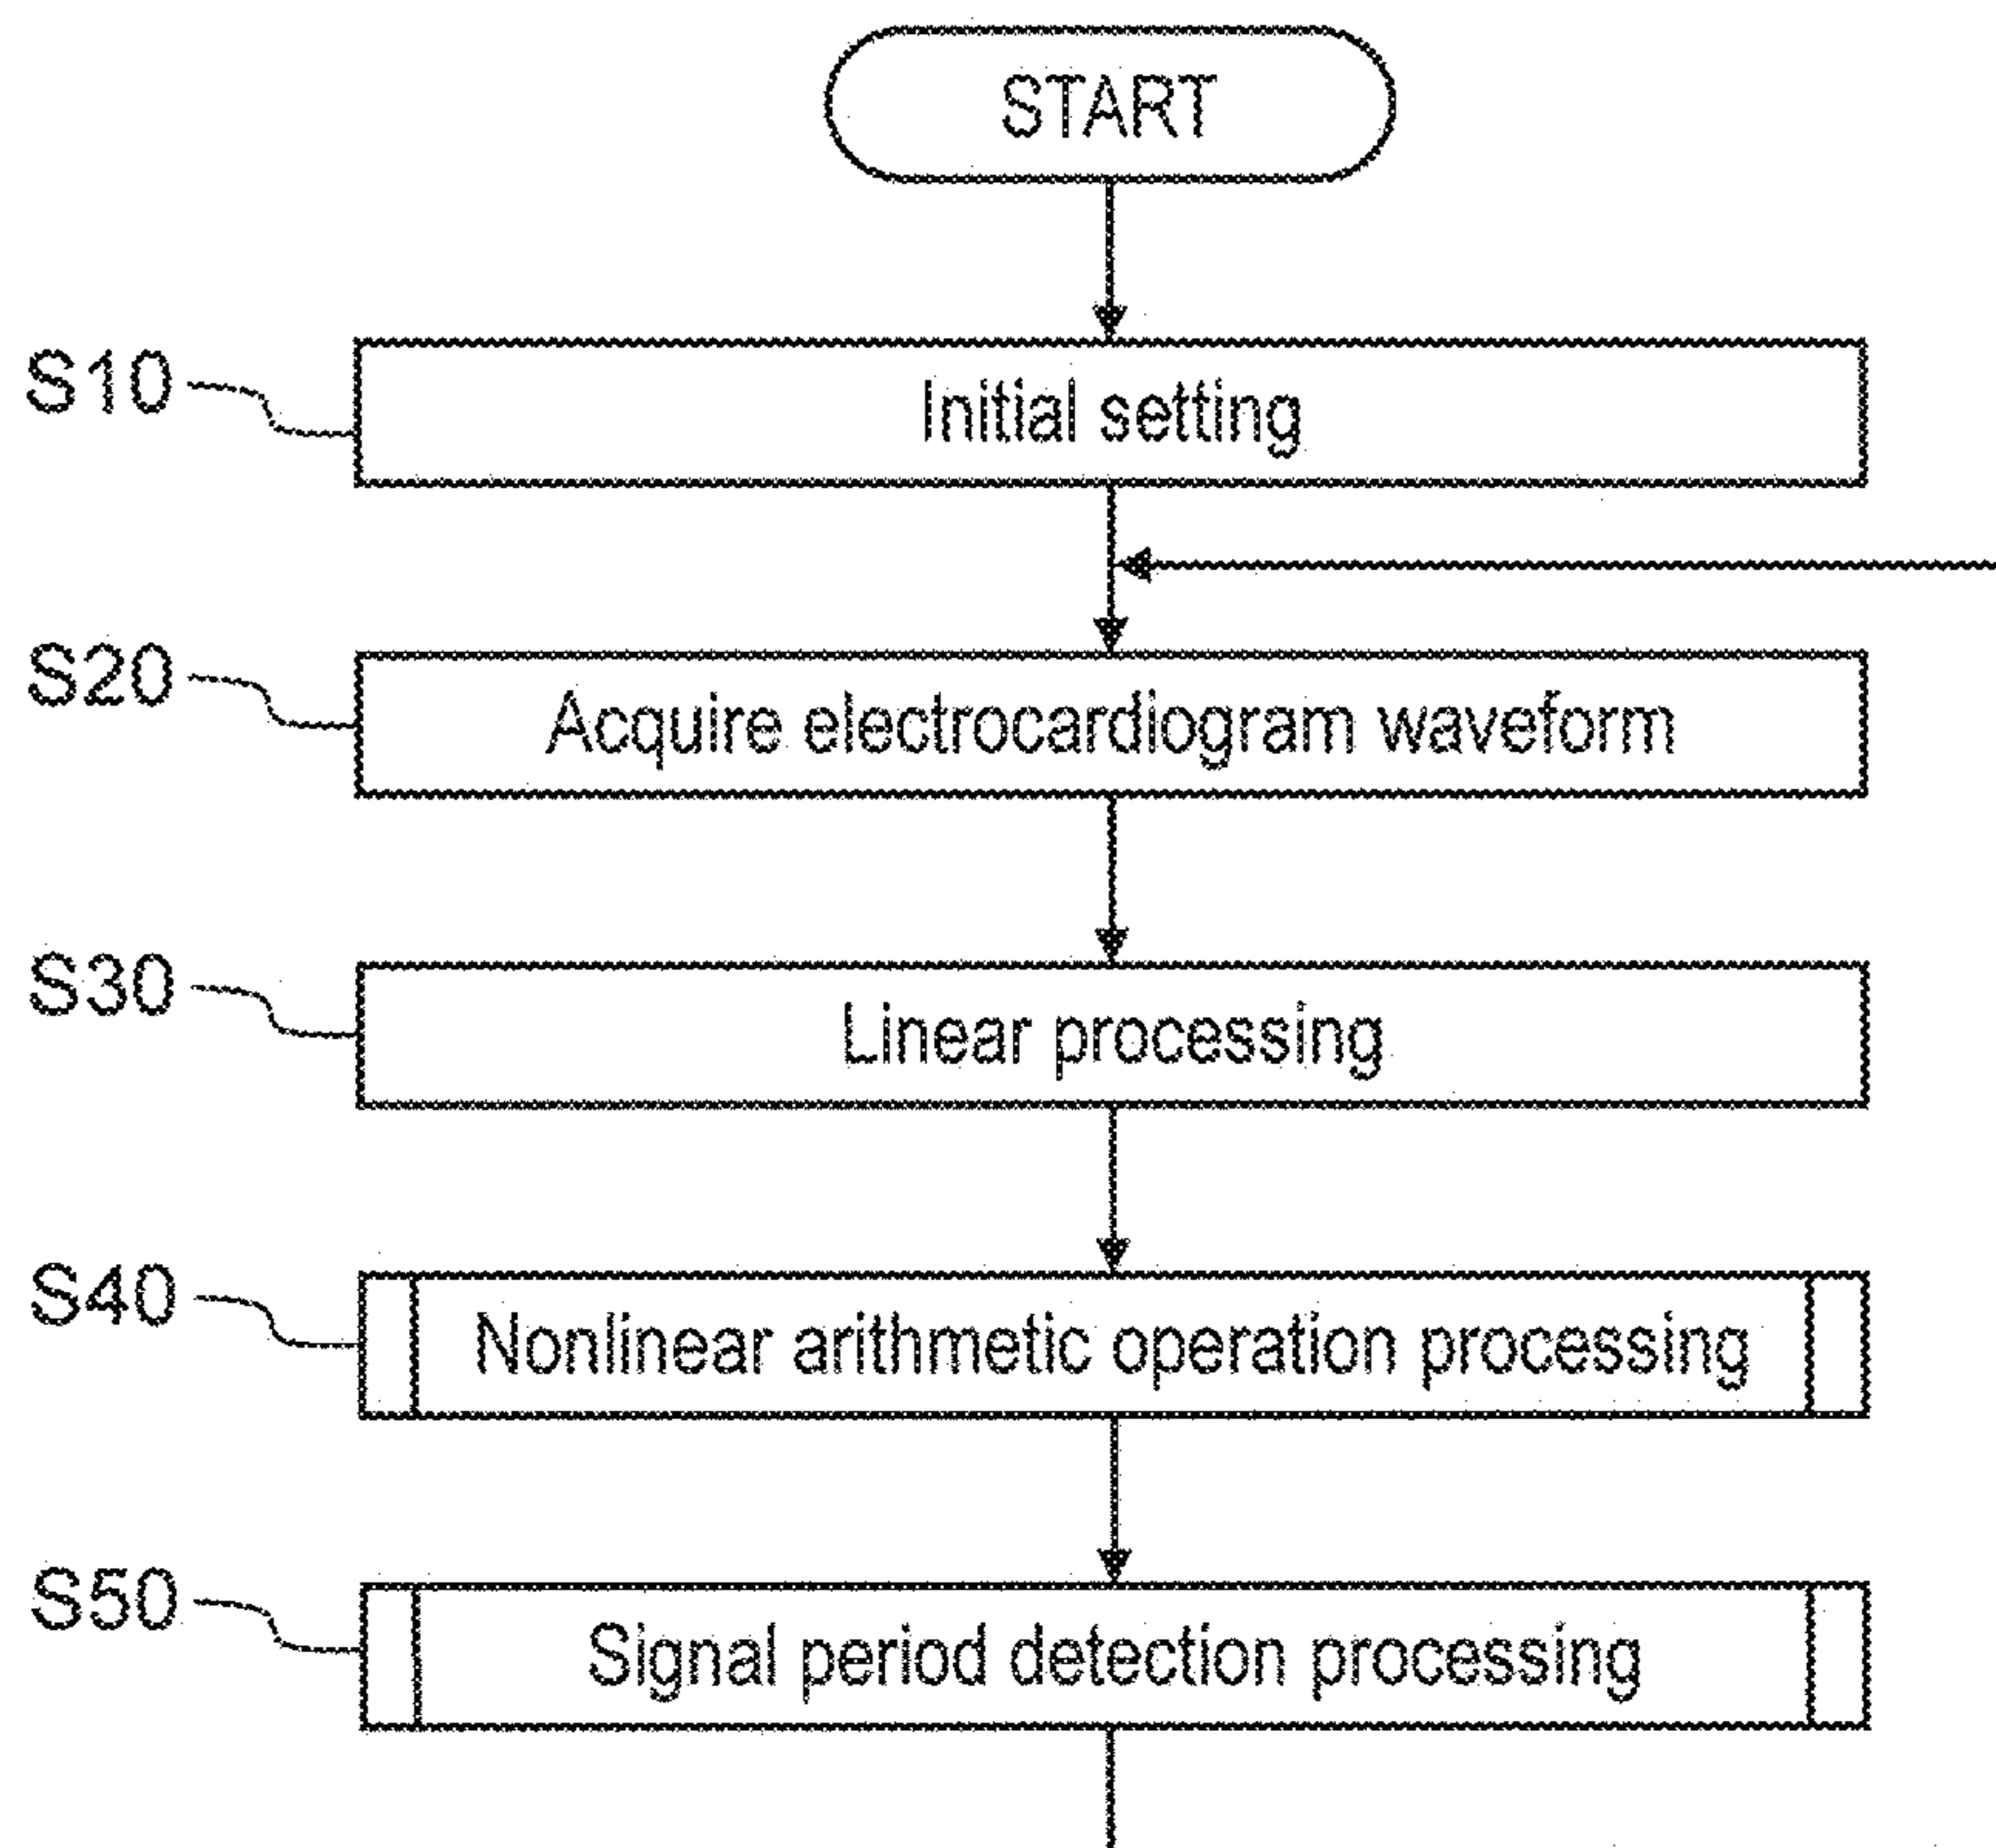 START
S10
Initial setting
S20
Acquire electrocardiogram waveform
S30
Linear processing
S40
Nonlinear arithmetic operation processing
S50
Signal period detection processing